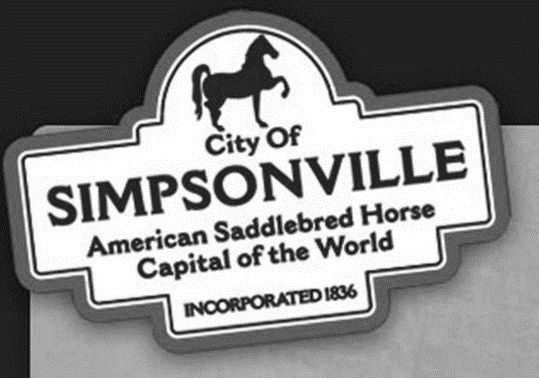 City Of
SIMPSONVILLE
American Saddlebred Horse
Capital of the World
INCORPORATED 1836